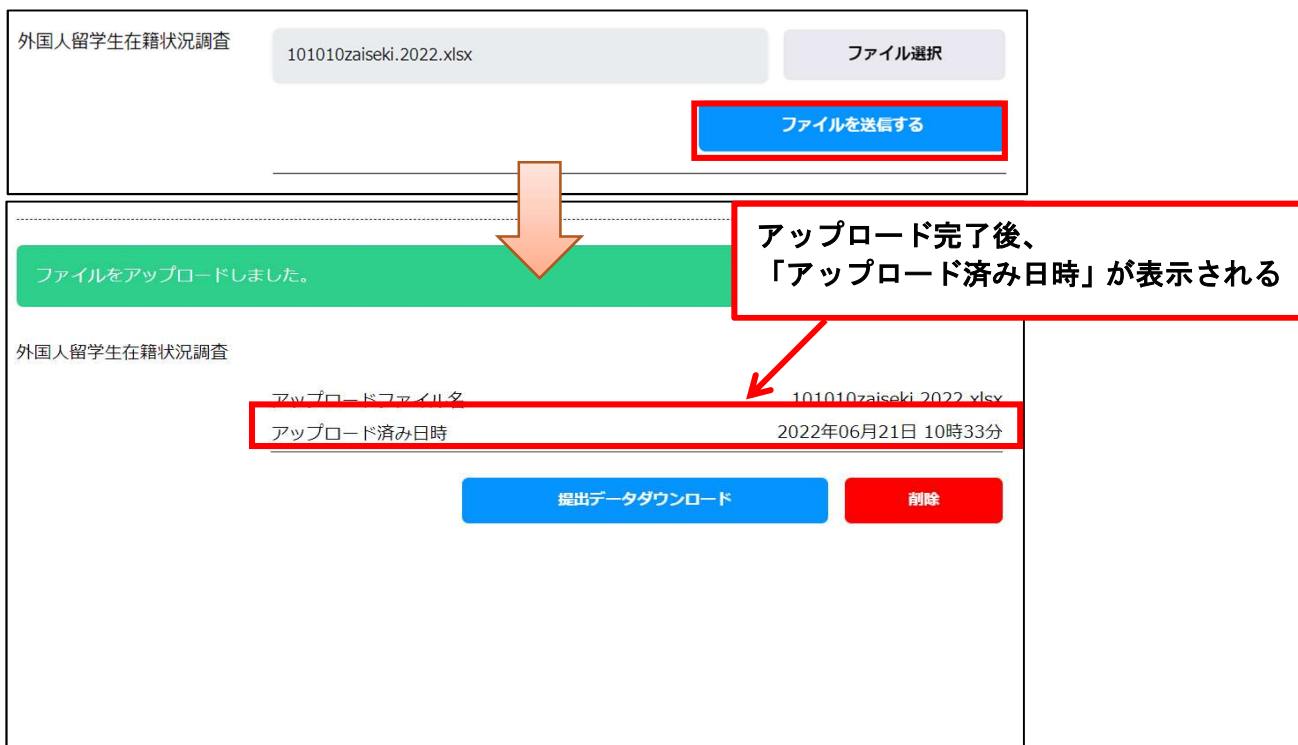 外国人留学生在籍状況調査
101010zaiseki.2022.xlsx
ファイル選択
ファイルを送信する
アップロード完了後、
「アップロード済み日時」が表示される
ファイルをアップロードしました。
外国人留学生在籍状況調査
アップロードファイル名 101010zaiseki.2022.xlsx
アップロード済み日時 2022年06月21日 10時33分
提出データダウンロード
削除